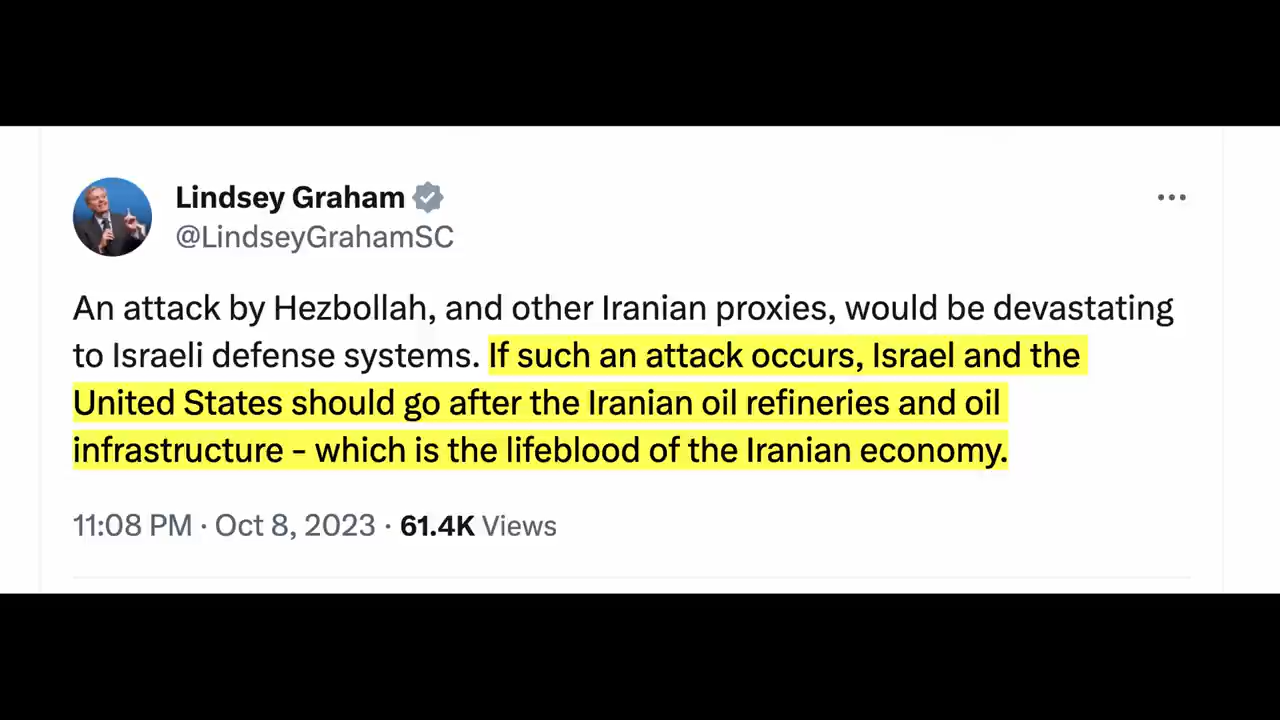 Lindsey Graham
@LindseyGrahamSC
An attack by Hezbollah, and other Iranian proxies, would be devastating
to Israeli defense systems. If such an attack occurs, Israel and the
United States should go after the Iranian oil refineries and oil
infrastructure - which is the lifeblood of the Iranian economy.
11:08 PM · Oct 8, 2023 · 61.4K Views